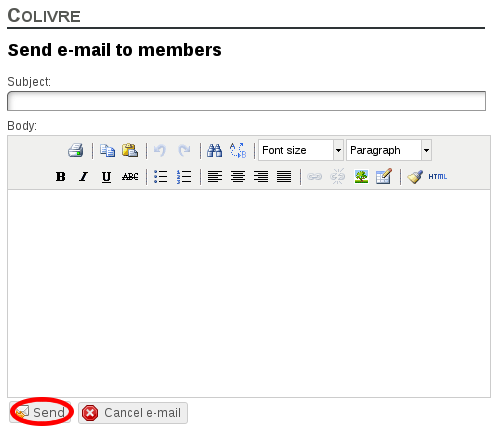 Colivre
Send e-mail to members
Subject:
Body:
Font size Paragraph
B I U ABC HTML
Send Cancel e-mail